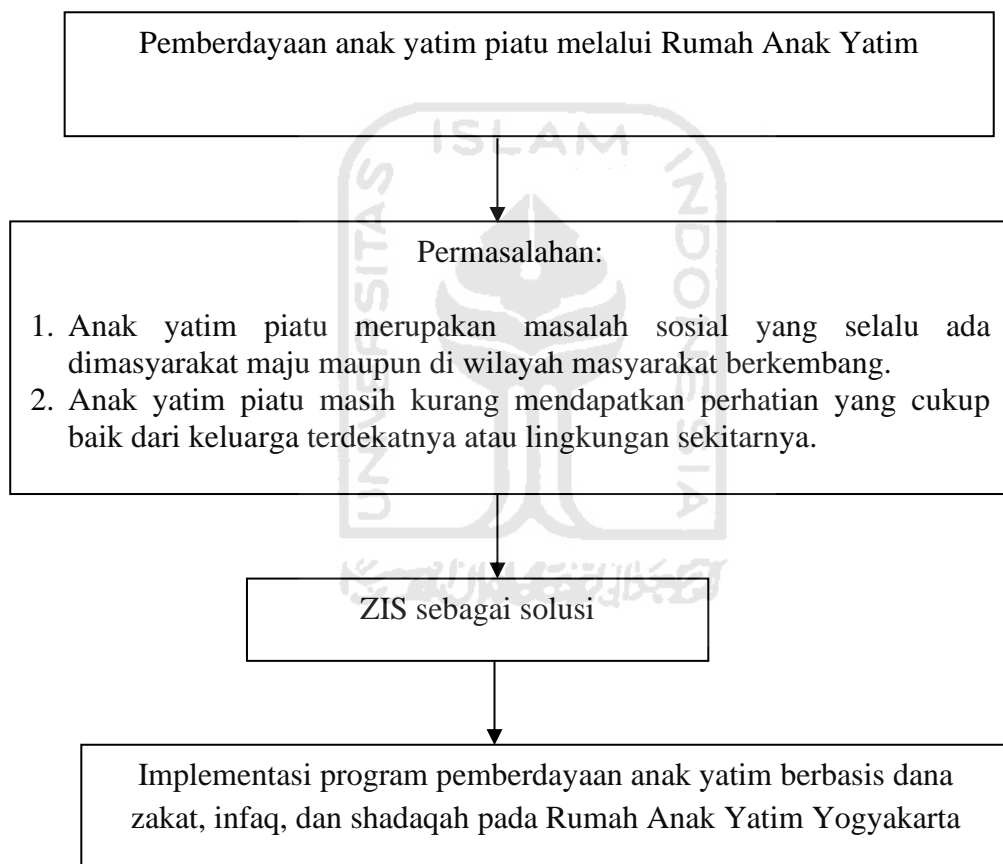 Pemberdayaan anak yatim piatu melalui Rumah Anak Yatim
ISLAM
UNIVERSITAS
INDONESIA
Permasalahan:
1. Anak yatim piatu merupakan masalah sosial yang selalu ada
dimasyarakat maju maupun di wilayah masyarakat berkembang.
2. Anak yatim piatu masih kurang mendapatkan perhatian yang cukup
baik dari keluarga terdekatnya atau lingkungan sekitarnya.
ZIS sebagai solusi
Implementasi program pemberdayaan anak yatim berbasis dana
zakat, infaq, dan shadaqah pada Rumah Anak Yatim Yogyakarta